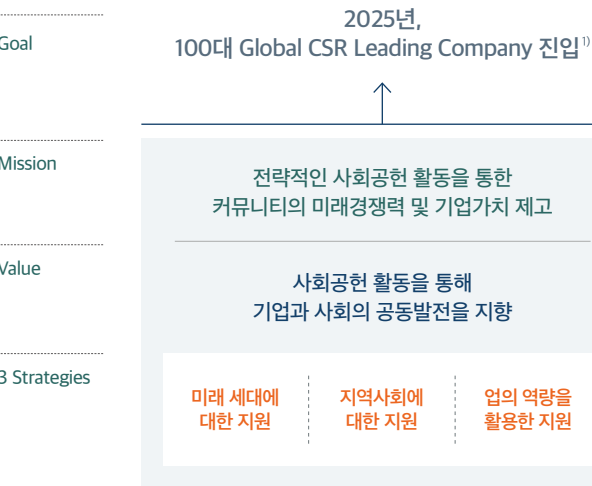 Goal
2025년,
100대 Global CSR Leading Company 진입1)
Mission
전략적인 사회공헌 활동을 통한
커뮤니티의 미래경쟁력 및 기업가치 제고
Value
사회공헌 활동을 통해
기업과 사회의 공동발전을 지향
3 Strategies
미래 세대에
대한 지원
지역사회에
대한 지원
업의 역량을
활용한 지원